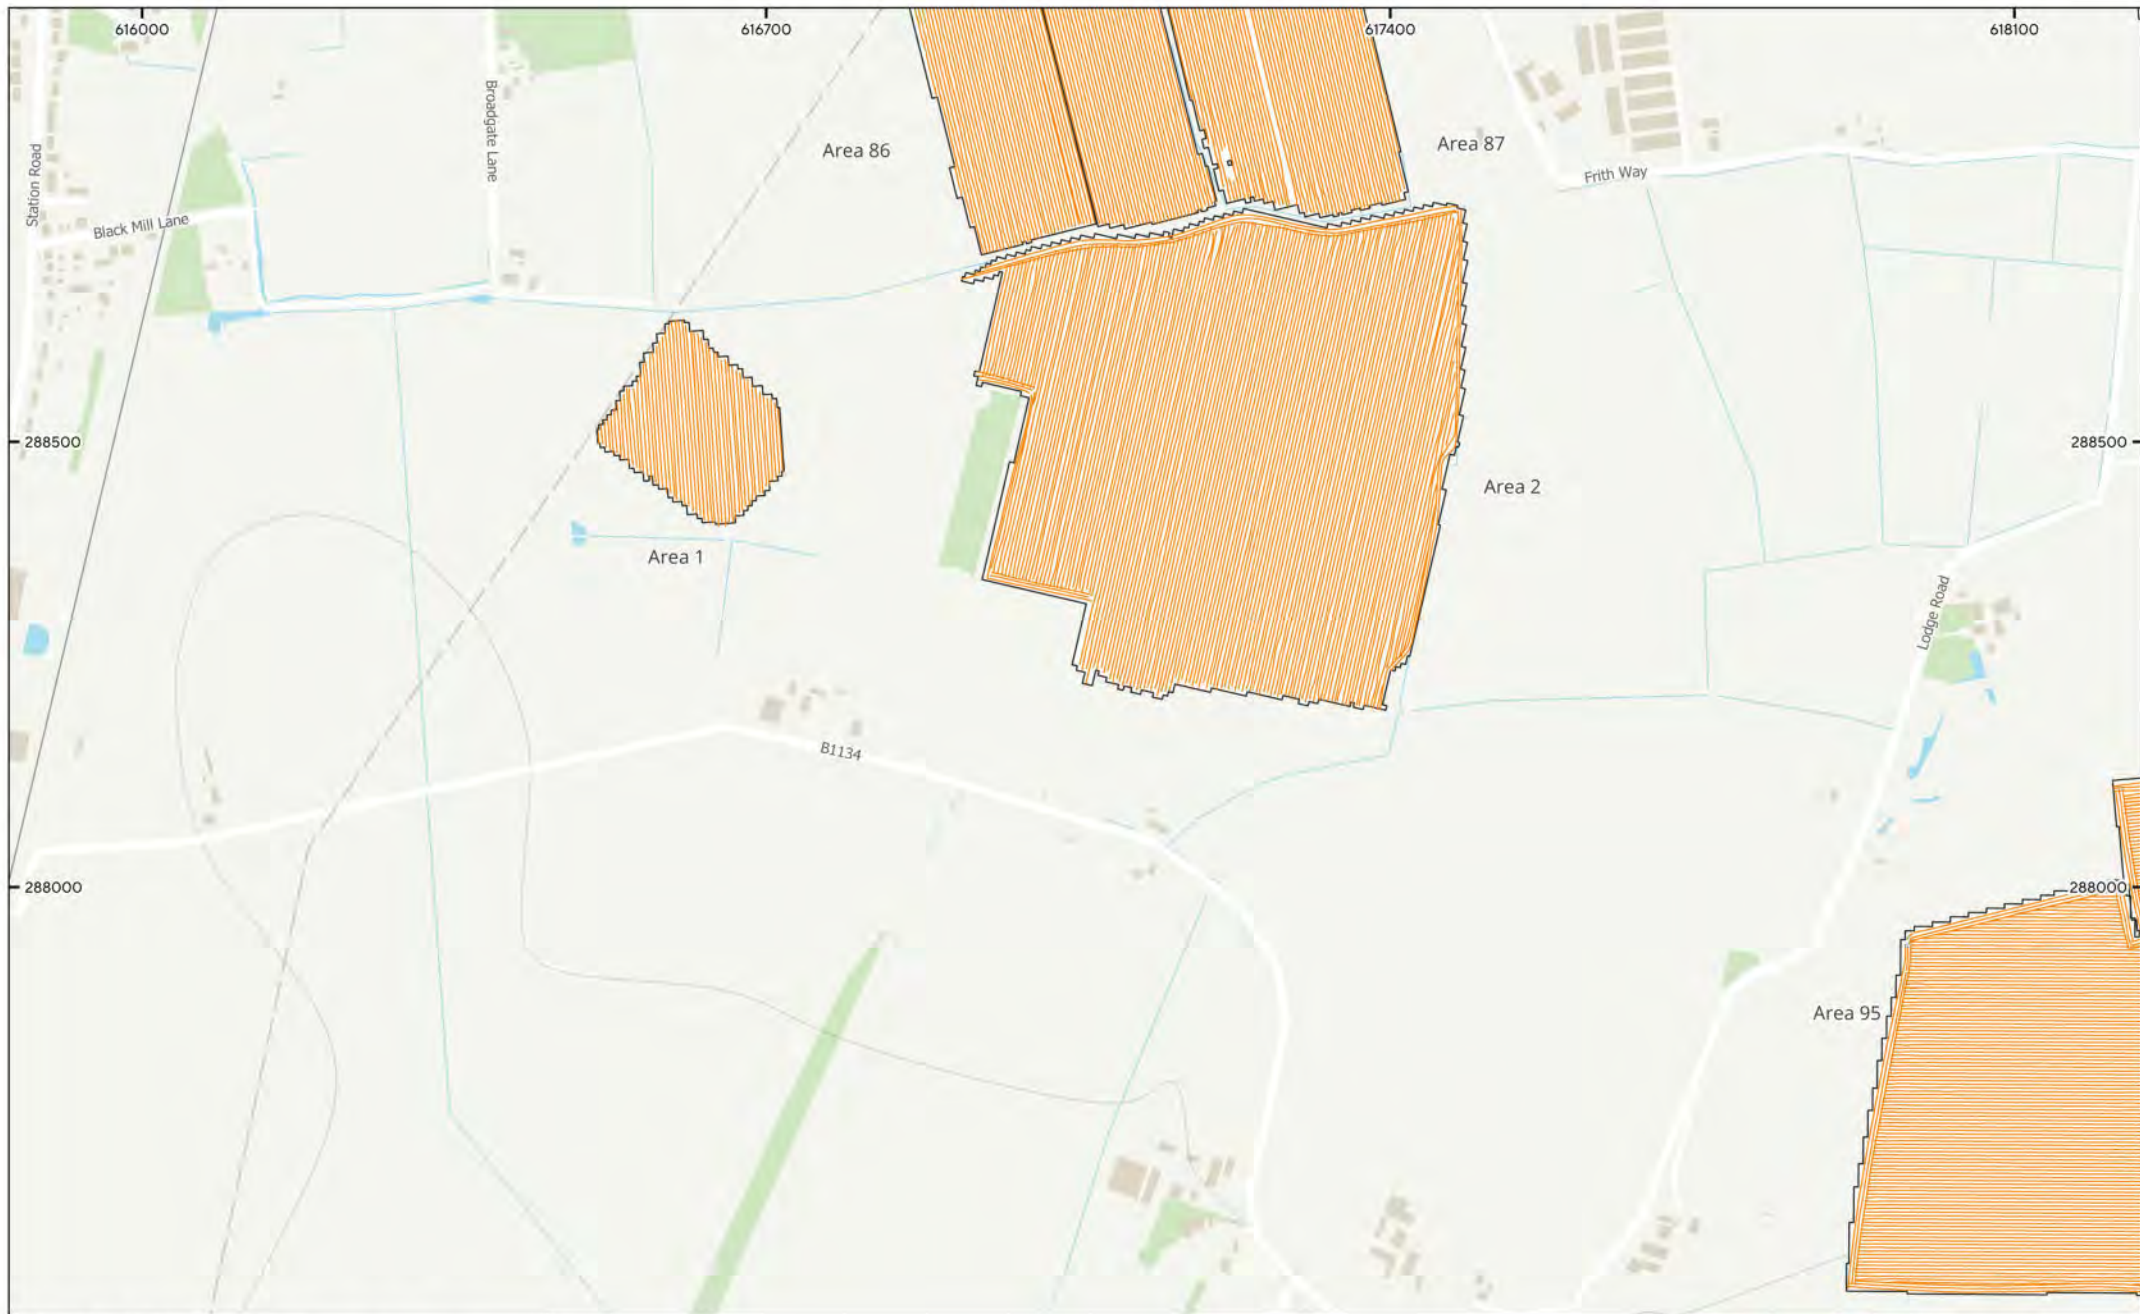 616000
616700
617400
618100
Station Road
Broadgate Lane
Area 86
Area 87
Frith Way
Black Mill Lane
288500
288500
Area 2
Area 1
Lodge Road
B1134
288000
288000
Area 95